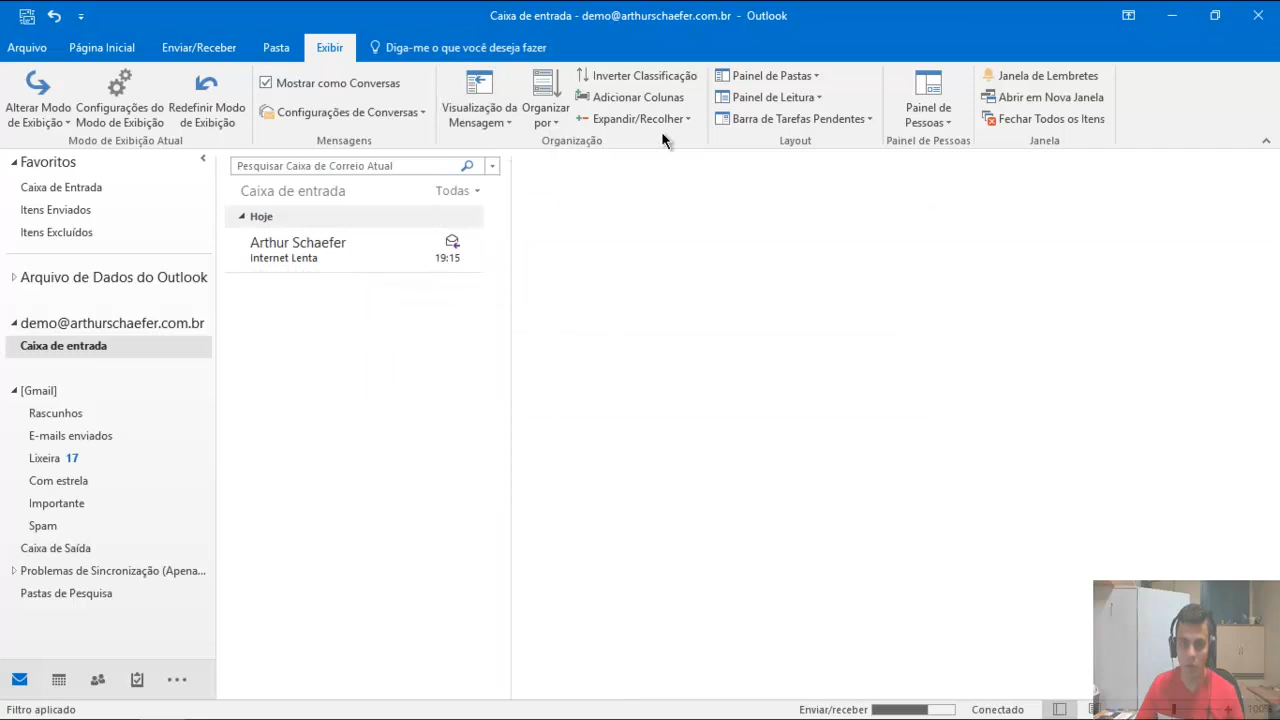 Caixa de entrada - demo@arthurschaefer.com.br - Outlook
Arquivo Página Inicial Enviar/Receber Pasta Exibir Diga-me o que você deseja fazer
Alterar Modo de Exibição
Configurações do Modo de Exibição
Redefinir Modo de Exibição
Modo de Exibição Atual
Mostrar como Conversas
Configurações de Conversas
Mensagens
Visualização da Mensagem
Organizar por
Inverter Classificação
Adicionar Colunas
Expandir/Recolher
Organização
Painel de Pastas
Painel de Leitura
Barra de Tarefas Pendentes
Layout
Painel de Pessoas
Painel de Pessoas
Janela de Lembretes
Abrir em Nova Janela
Fechar Todos os Itens
Janela
Favoritos
Caixa de Entrada
Itens Enviados
Itens Excluídos
Arquivo de Dados do Outlook
demo@arthurschaefer.com.br
Caixa de entrada
[Gmail]
Rascunhos
E-mails enviados
Lixeira 17
Com estrela
Importante
Spam
Caixa de Saída
Problemas de Sincronização (Apena...
Pastas de Pesquisa
Pesquisar Caixa de Correio Atual
Caixa de entrada Todas
Hoje
Arthur Schaefer
Internet Lenta 19:15
Filtro aplicado
Enviar/receber
Conectado
100%